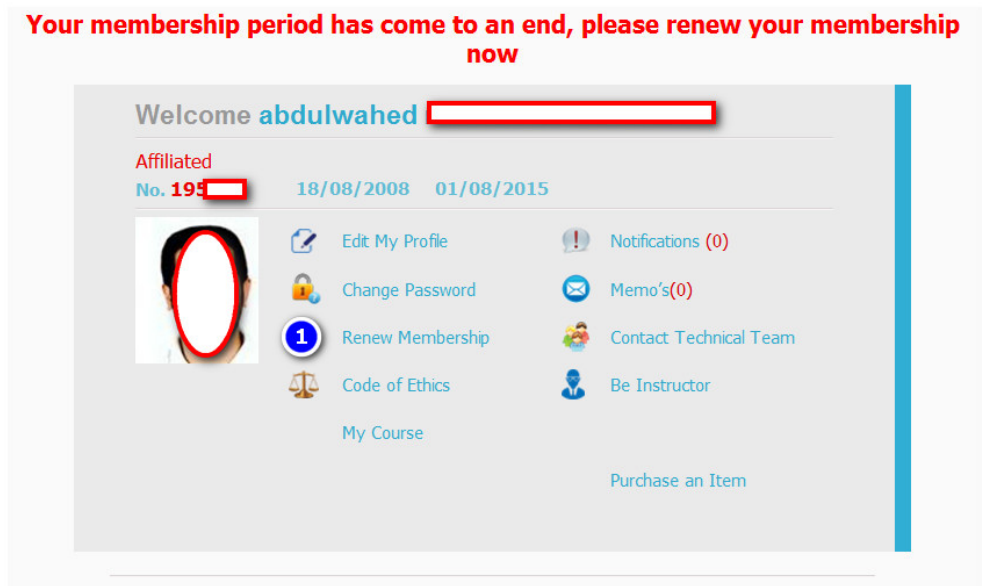 Your membership period has come to an end, please renew your membership
now
Welcome abdulwahed
Affiliated
No. 195 18/08/2008 01/08/2015
Edit My Profile Notifications (0)
Change Password Memo's(0)
1 Renew Membership Contact Technical Team
Code of Ethics Be Instructor
My Course
Purchase an Item